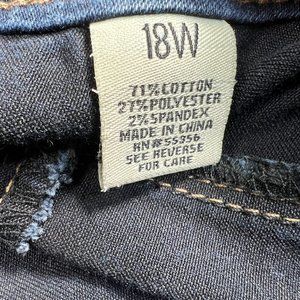 18W
71% COTTON
27% POLYESTER
2% SPANDEX
MADE IN CHINA
RN# 55356
SEE REVERSE
FOR CARE